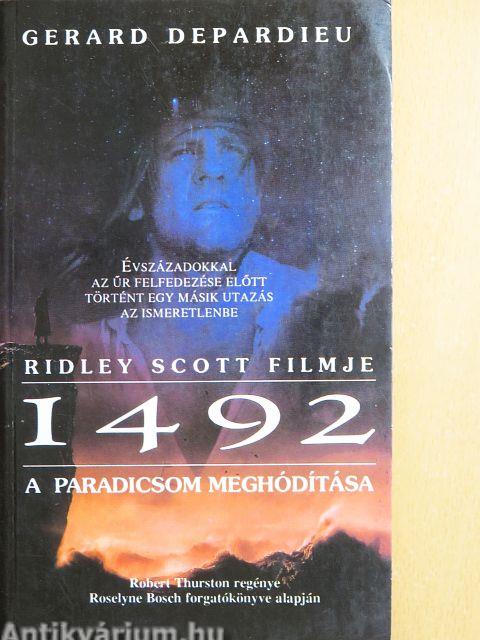 GERARD DEPARDIEU
ÉVSZÁZADOKKAL
AZ ŰR FELFEDEZÉSE ELŐTT
TÖRTÉNT EGY MÁSIK UTAZÁS
AZ ISMERETLENBE
RIDLEY SCOTT FILMJE
1492
A PARADICSOM MEGHÓDÍTÁSA
Robert Thurston regénye
Roselyne Bosch forgatókönyve alapján
Antikvárium.hu